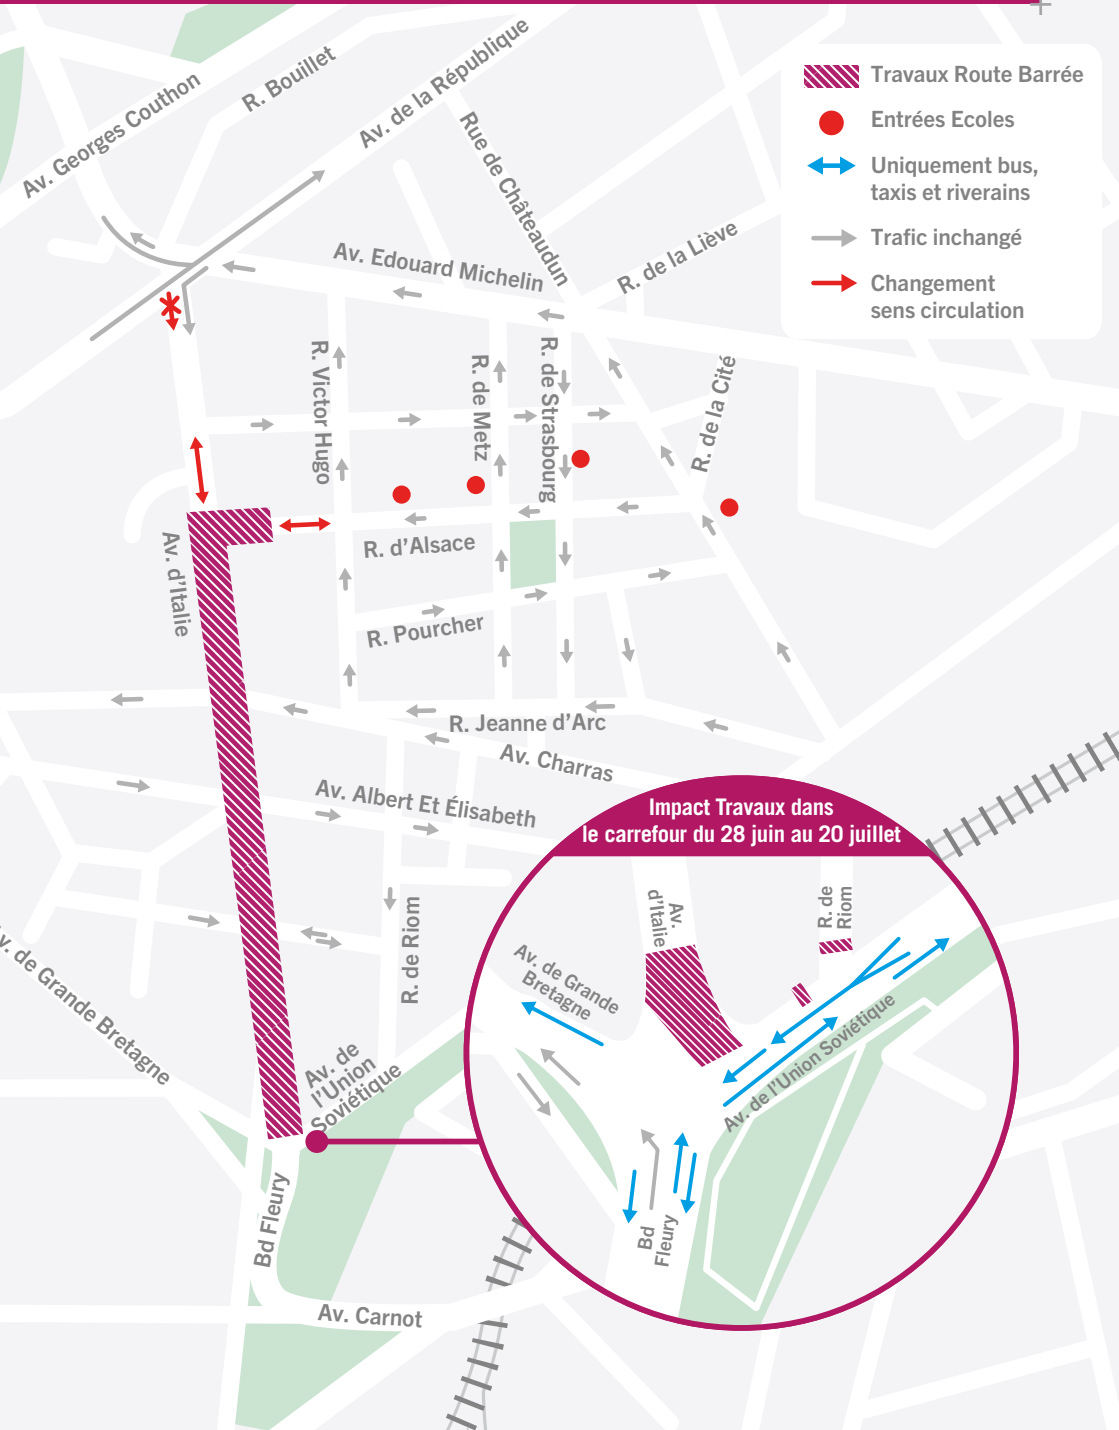 Travaux Route Barrée
Entrées Ecoles
Uniquement bus,
taxis et riverains
Trafic inchangé
Changement
sens circulation
Av. Georges Couthon
R. Bouillet
Av. de la République
Rue de Châteaudun
R. de la Liève
Av. Edouard Michelin
R. Victor Hugo
R. de Metz
R. de Strasbourg
R. de la Cité
R. d'Alsace
Av. d'Italie
R. Pourcher
R. Jeanne d'Arc
Av. Charras
Av. Albert Et Élisabeth
R. de Riom
v. de Grande Bretagne
Av. de
l'Union
Soviétique
Bd Fleury
Av. Carnot
Impact Travaux dans
le carrefour du 28 juin au 20 juillet
Av.
d'Italie
R. de
Riom
Av. de Grande
Bretagne
Av. de l'Union Soviétique
Bd
Fleury